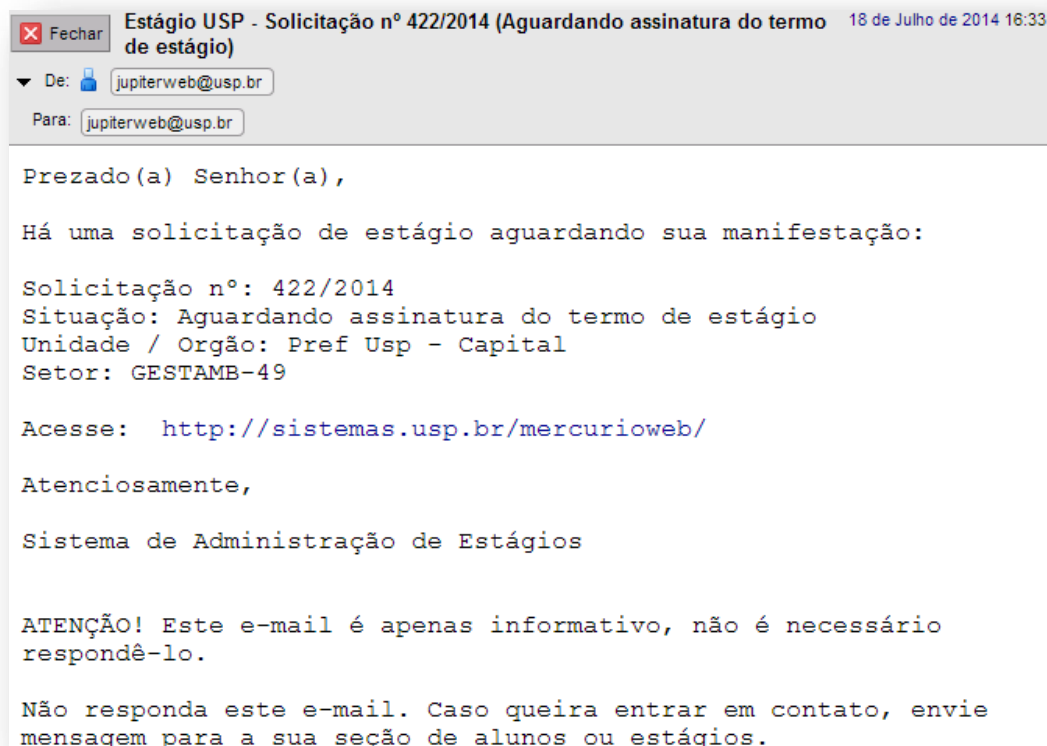 Fechar
Estágio USP - Solicitação nº 422/2014 (Aguardando assinatura do termo
de estágio)
18 de Julho de 2014 16:33
De: jupiterweb@usp.br
Para: jupiterweb@usp.br
Prezado(a) Senhor(a),
Há uma solicitação de estágio aguardando sua manifestação:
Solicitação nº: 422/2014
Situação: Aguardando assinatura do termo de estágio
Unidade / Orgão: Pref Usp - Capital
Setor: GESTAMB-49
Acesse: http://sistemas.usp.br/mercurioweb/
Atenciosamente,
Sistema de Administração de Estágios
ATENÇÃO! Este e-mail é apenas informativo, não é necessário
respondê-lo.
Não responda este e-mail. Caso queira entrar em contato, envie
mensagem para a sua seção de alunos ou estágios.